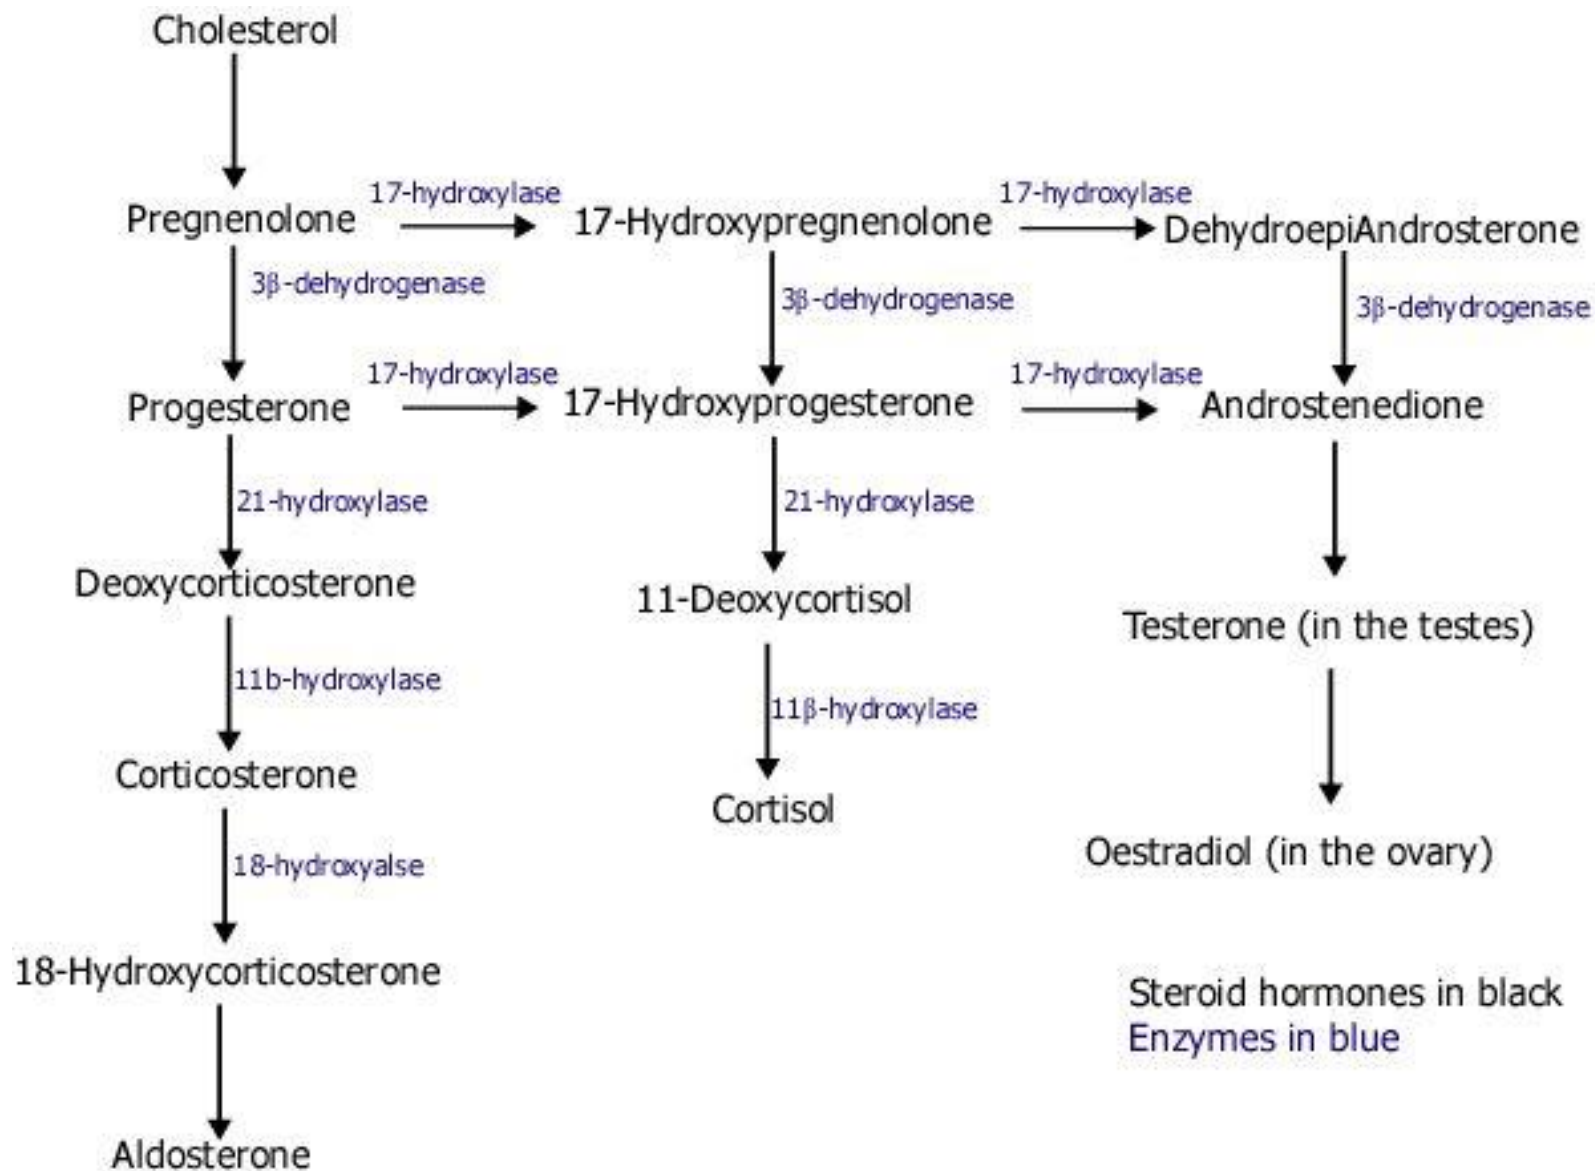 Cholesterol
17-hydroxylase
17-hydroxylase
Pregnenolone
17-Hydroxypregnenolone
DehydroepiAndrosterone
3β-dehydrogenase
3β-dehydrogenase
3β-dehydrogenase
17-hydroxylase
17-hydroxylase
Progesterone
17-Hydroxyprogesterone
Androstenedione
21-hydroxylase
21-hydroxylase
Deoxycorticosterone
11-Deoxycortisol
Testerone (in the testes)
11b-hydroxylase
11β-hydroxylase
Corticosterone
Cortisol
Oestradiol (in the ovary)
18-hydroxyalse
18-Hydroxycorticosterone
Steroid hormones in black
Enzymes in blue
Aldosterone